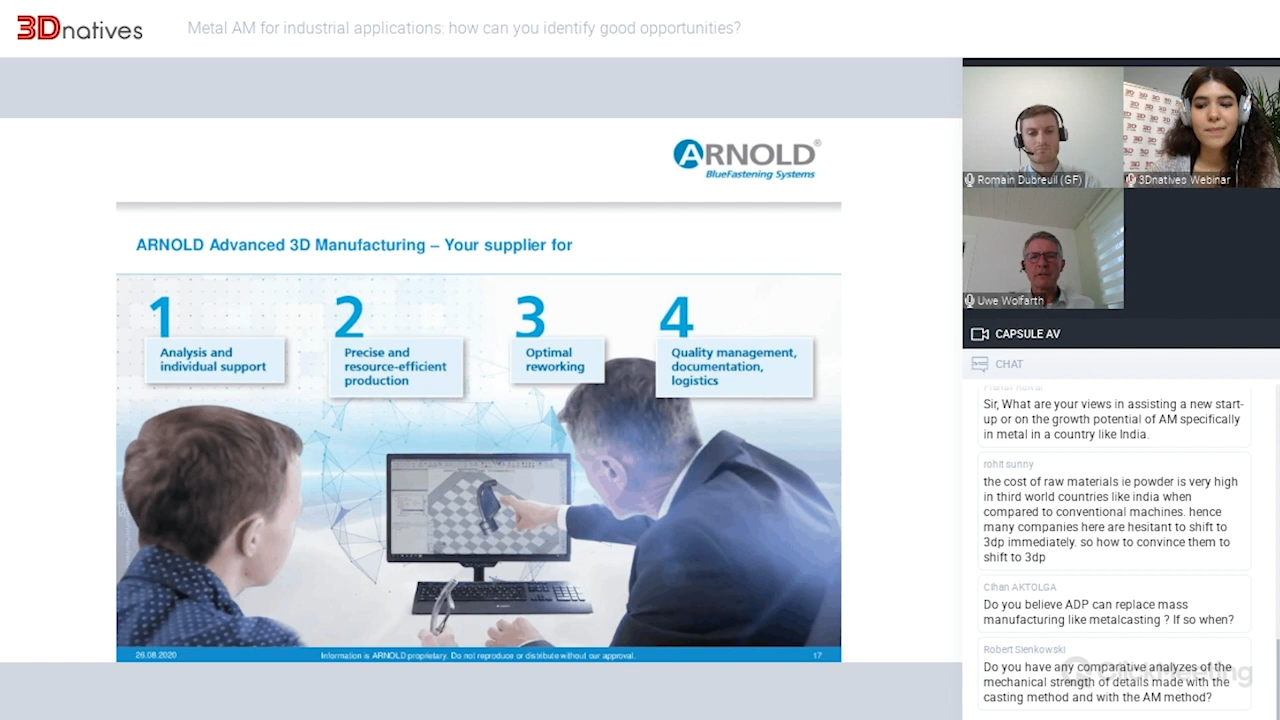 3Dnatives
Metal AM for industrial applications: how can you identify good opportunities?
ARNOLD®
BlueFastening Systems
ARNOLD Advanced 3D Manufacturing – Your supplier for
1
Analysis and
individual support
2
Precise and
resource-efficient
production
3
Optimal
reworking
4
Quality management,
documentation,
logistics
26.08.2020
Information is ARNOLD proprietary. Do not reproduce or distribute without our approval.
17
Romain Dubreuil (GF)
3Dnatives Webinar
Uwe Wolfarth
CAPSULE AV
CHAT
Sir, What are your views in assisting a new start-
up or on the growth potential of AM specifically
in metal in a country like India.
rohit sunny
the cost of raw materials ie powder is very high
in third world countries like india when
compared to conventional machines. hence
many companies here are hesitant to shift to
3dp immediately. so how to convince them to
shift to 3dp
Cihan AKTOLGA
Do you believe ADP can replace mass
manufacturing like metalcasting ? If so when?
Robert Sienkowski
Do you have any comparative analyzes of the
mechanical strength of details made with the
casting method and with the AM method?
ClickMeeting